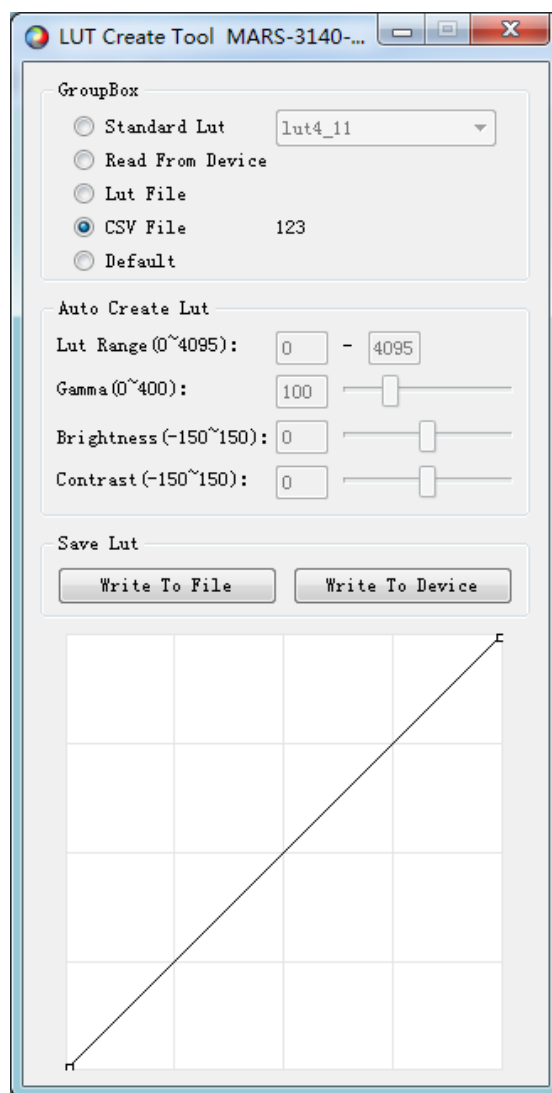 LUT Create Tool MARS-3140-...
GroupBox
Standard Lut lut4_11
Read From Device
Lut File
CSV File 123
Default
Auto Create Lut
Lut Range(0~4095): 0 - 4095
Gamma(0~400): 100
Brightness(-150~150): 0
Contrast(-150~150): 0
Save Lut
Write To File Write To Device